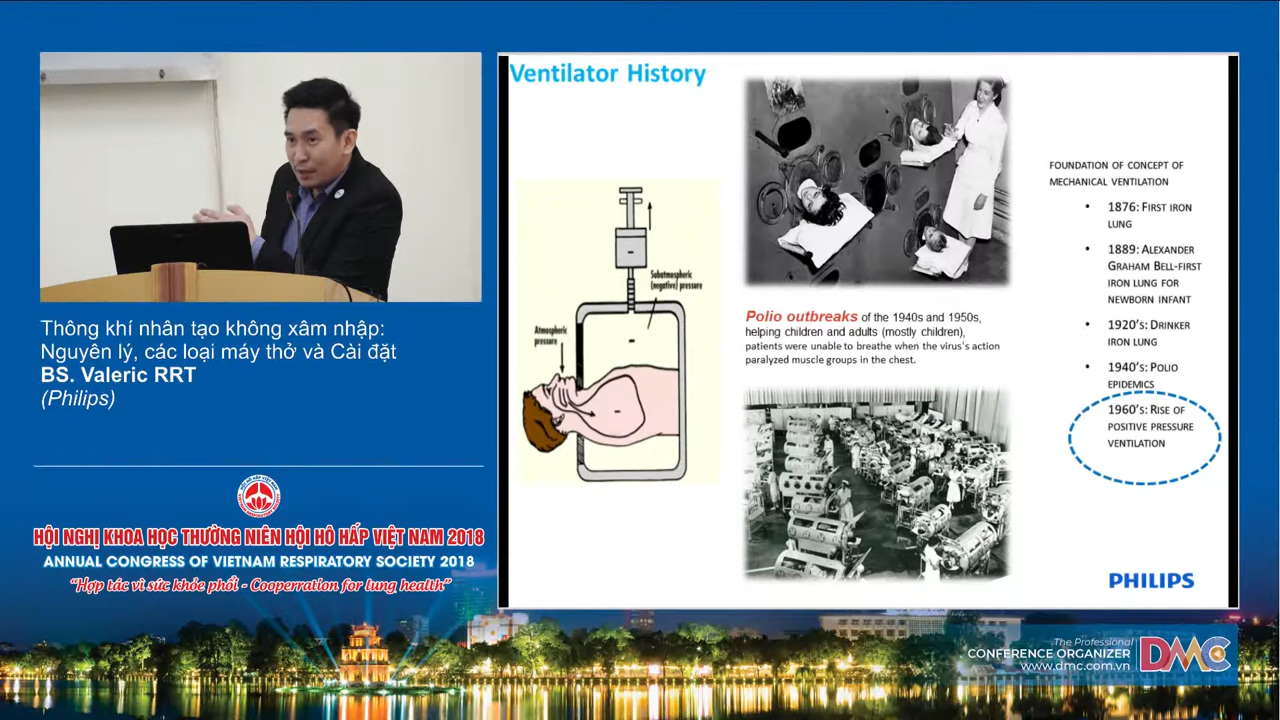 Thông khí nhân tạo không xâm nhập:
Nguyên lý, các loại máy thở và Cài đặt
BS. Valeric RRT
(Philips)
HỘI HÔ HẤP VIỆT NAM
HỘI NGHỊ KHOA HỌC THƯỜNG NIÊN HỘI HÔ HẤP VIỆT NAM 2018
ANNUAL CONGRESS OF VIETNAM RESPIRATORY SOCIETY 2018
"Hợp tác vì sức khỏe phổi - Cooperration for lung health"
Ventilator History
Subatmospheric
(negative) pressure
Atmospheric
pressure
-
-
-
Polio outbreaks of the 1940s and 1950s,
helping children and adults (mostly children),
patients were unable to breathe when the virus's action
paralyzed muscle groups in the chest.
FOUNDATION OF CONCEPT OF
MECHANICAL VENTILATION
• 1876: FIRST IRON
LUNG
• 1889: ALEXANDER
GRAHAM BELL-FIRST
IRON LUNG FOR
NEWBORN INFANT
• 1920'S: DRINKER
IRON LUNG
• 1940'S: POLIO
EPIDEMICS
1960'S: RISE OF
POSITIVE PRESSURE
VENTILATION
PHILIPS
The Professional
CONFERENCE ORGANIZER
www.dmc.com.vn
DMC